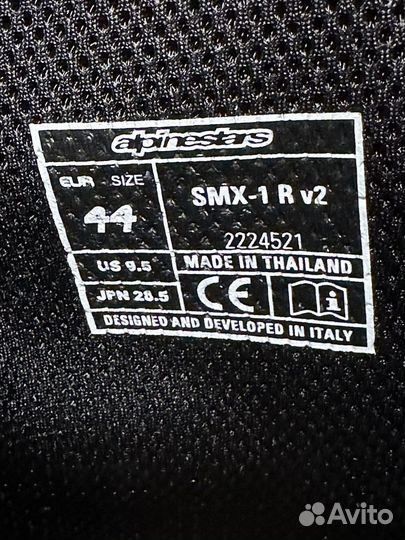 alpinestars
EUR SIZE
44
SMX-1 R v2
2224521
US 9.5
MADE IN THAILAND
JPN 28.5
CE
i
DESIGNED AND DEVELOPED IN ITALY
Avito